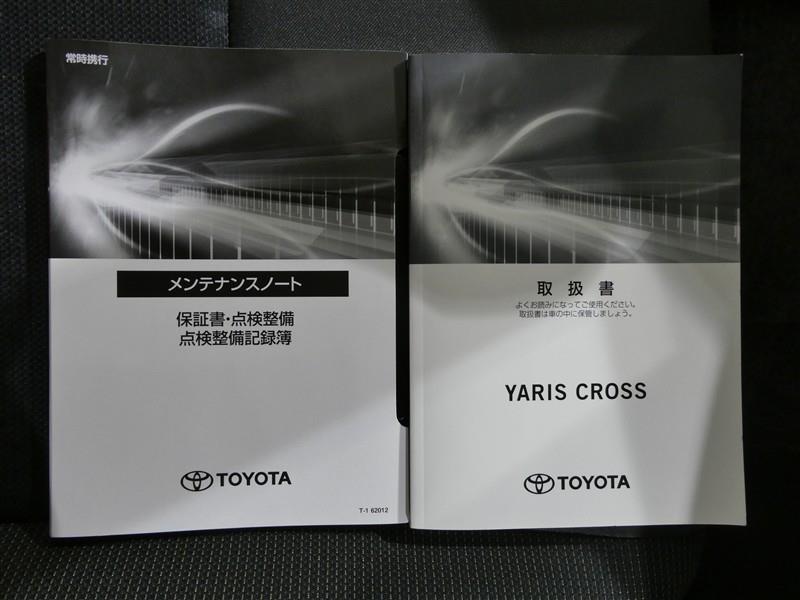 常時携行
メンテナンスノート
保証書・点検整備
点検整備記録簿
TOYOTA
T-1 62012
取扱書
よくお読みになってご使用ください。
取扱書は車の中に保管しましょう。
YARIS CROSS
TOYOTA